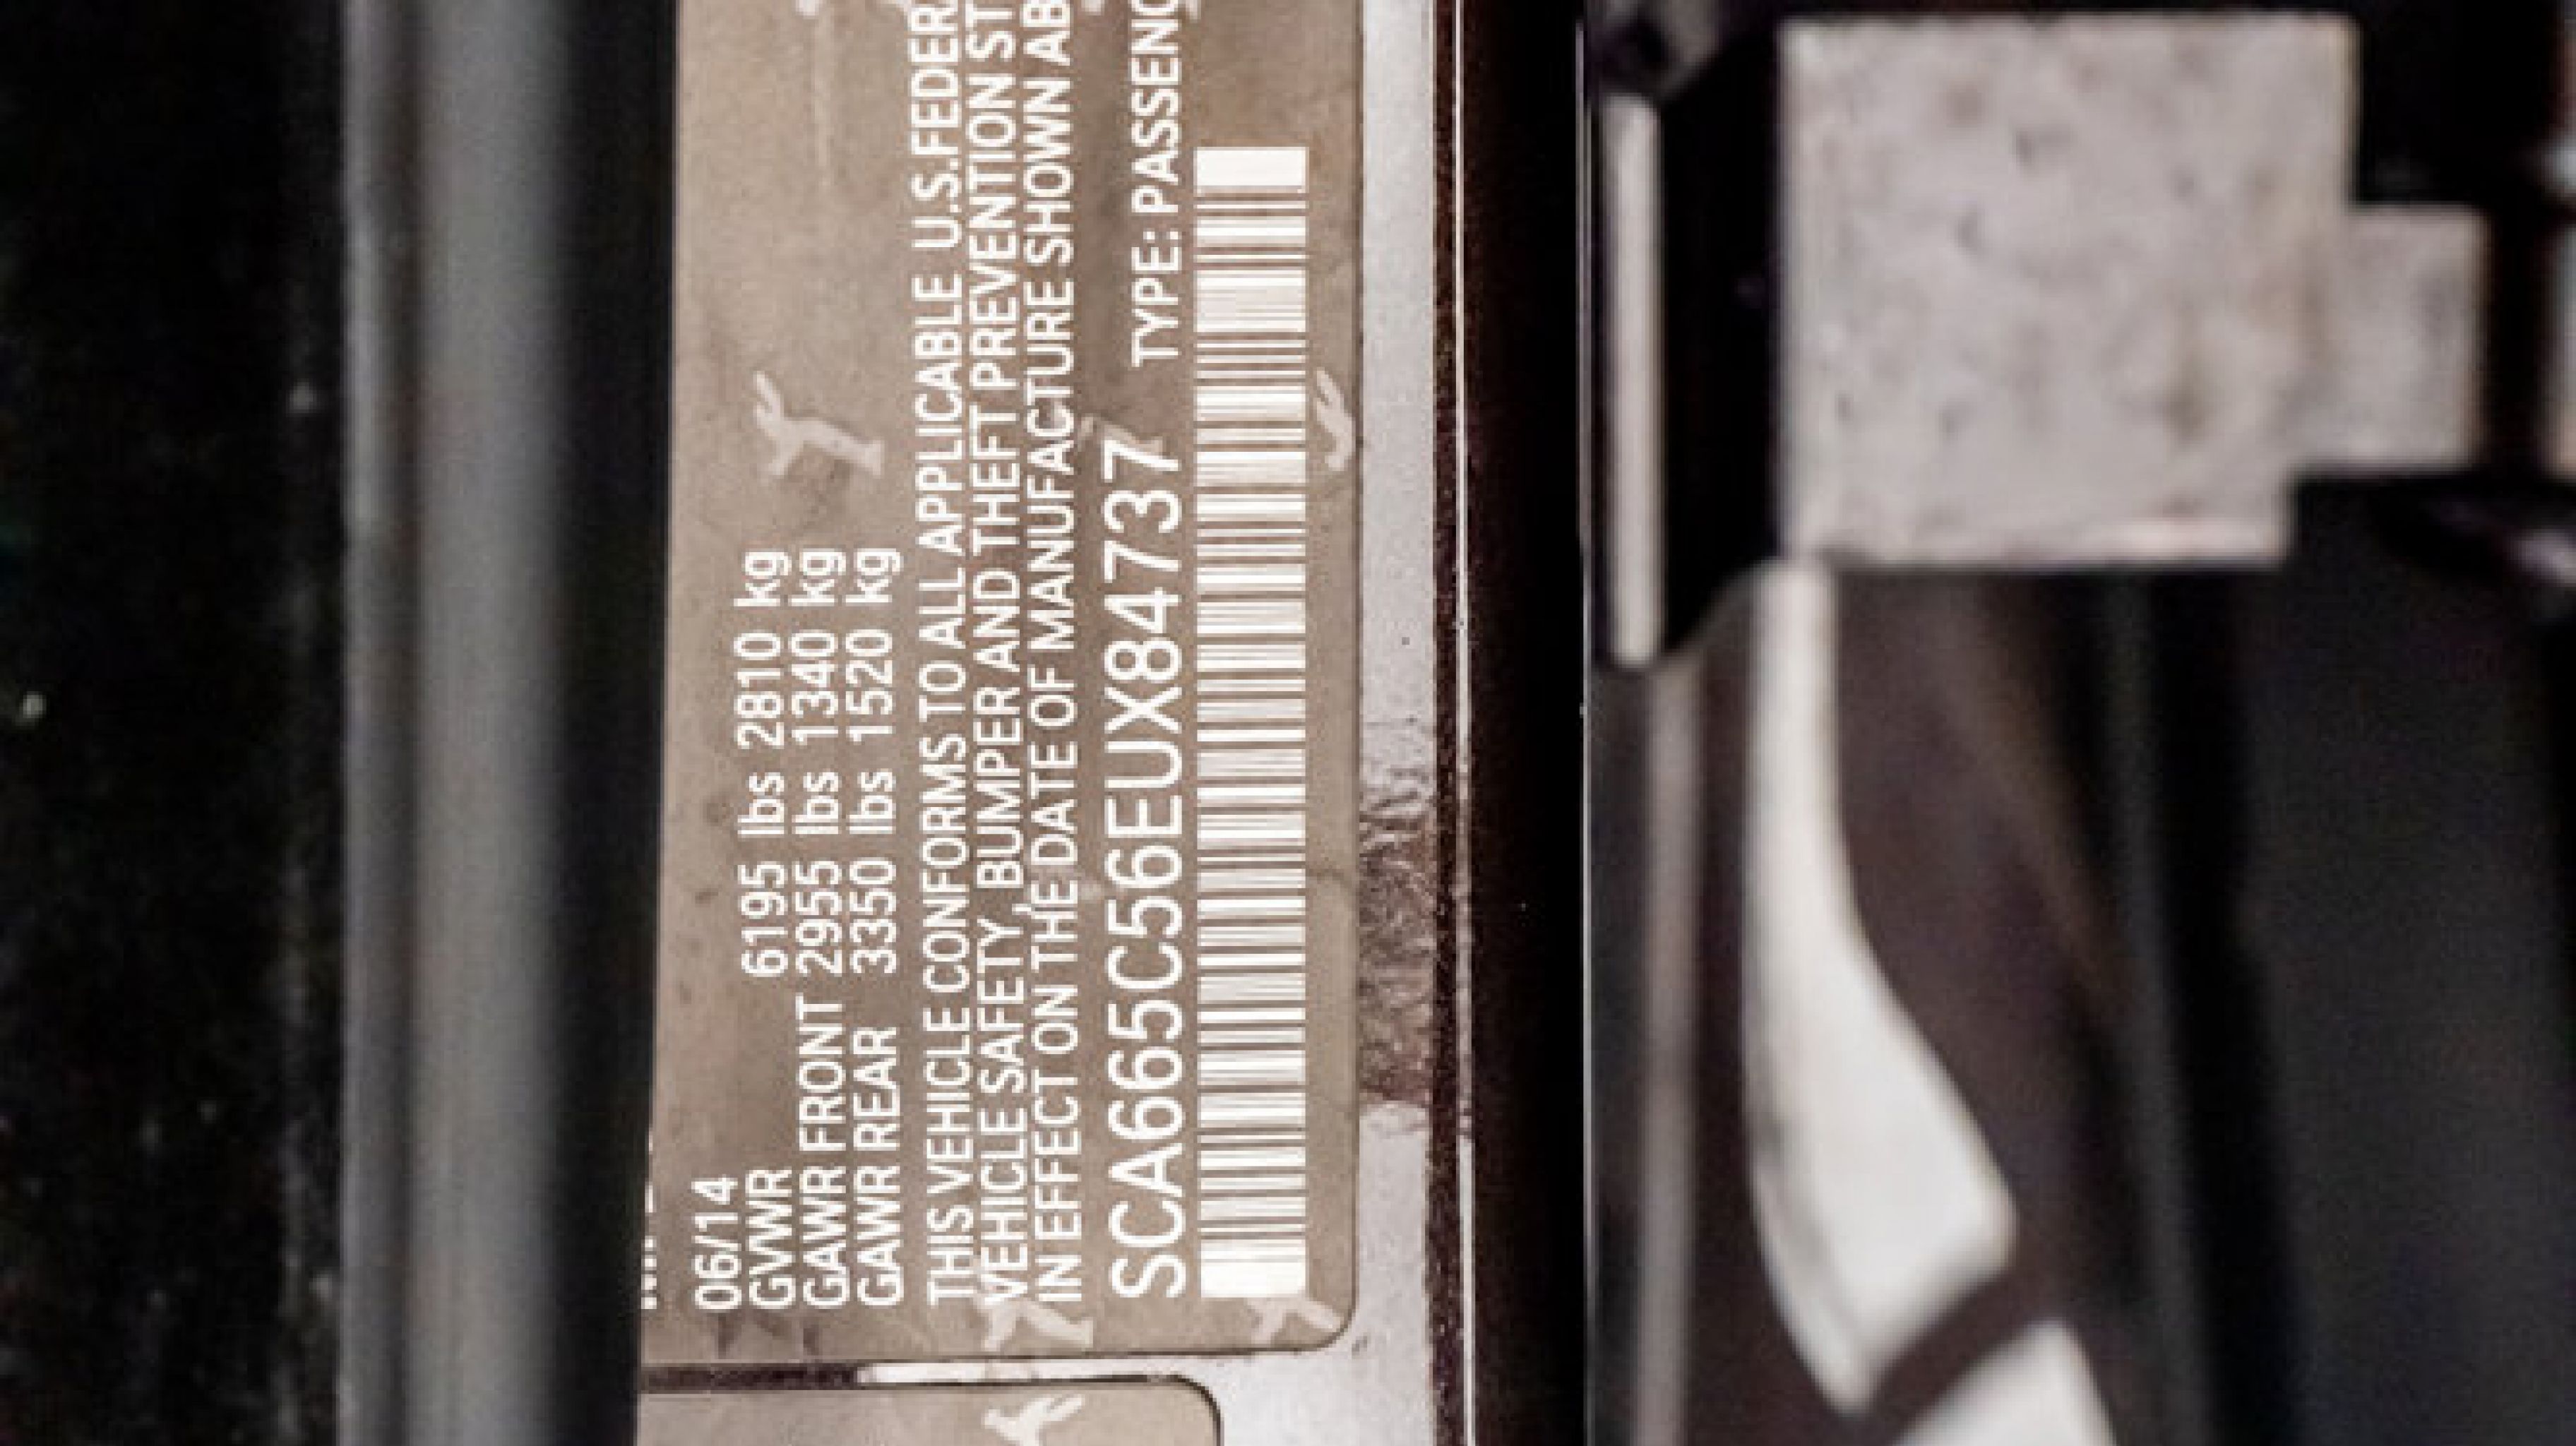 06/14
GVWR 6195 lbs 2810 kg
GAWR FRONT 2955 lbs 1340 kg
GAWR REAR 3350 lbs 1520 kg
THIS VEHICLE CONFORMS TO ALL APPLICABLE U.S.FEDERA
VEHICLE SAFETY, BUMPER AND THEFT PREVENTION ST
IN EFFECT ON THE DATE OF MANUFACTURE SHOWN AB
SCA665C56EUX84737 TYPE: PASSENG